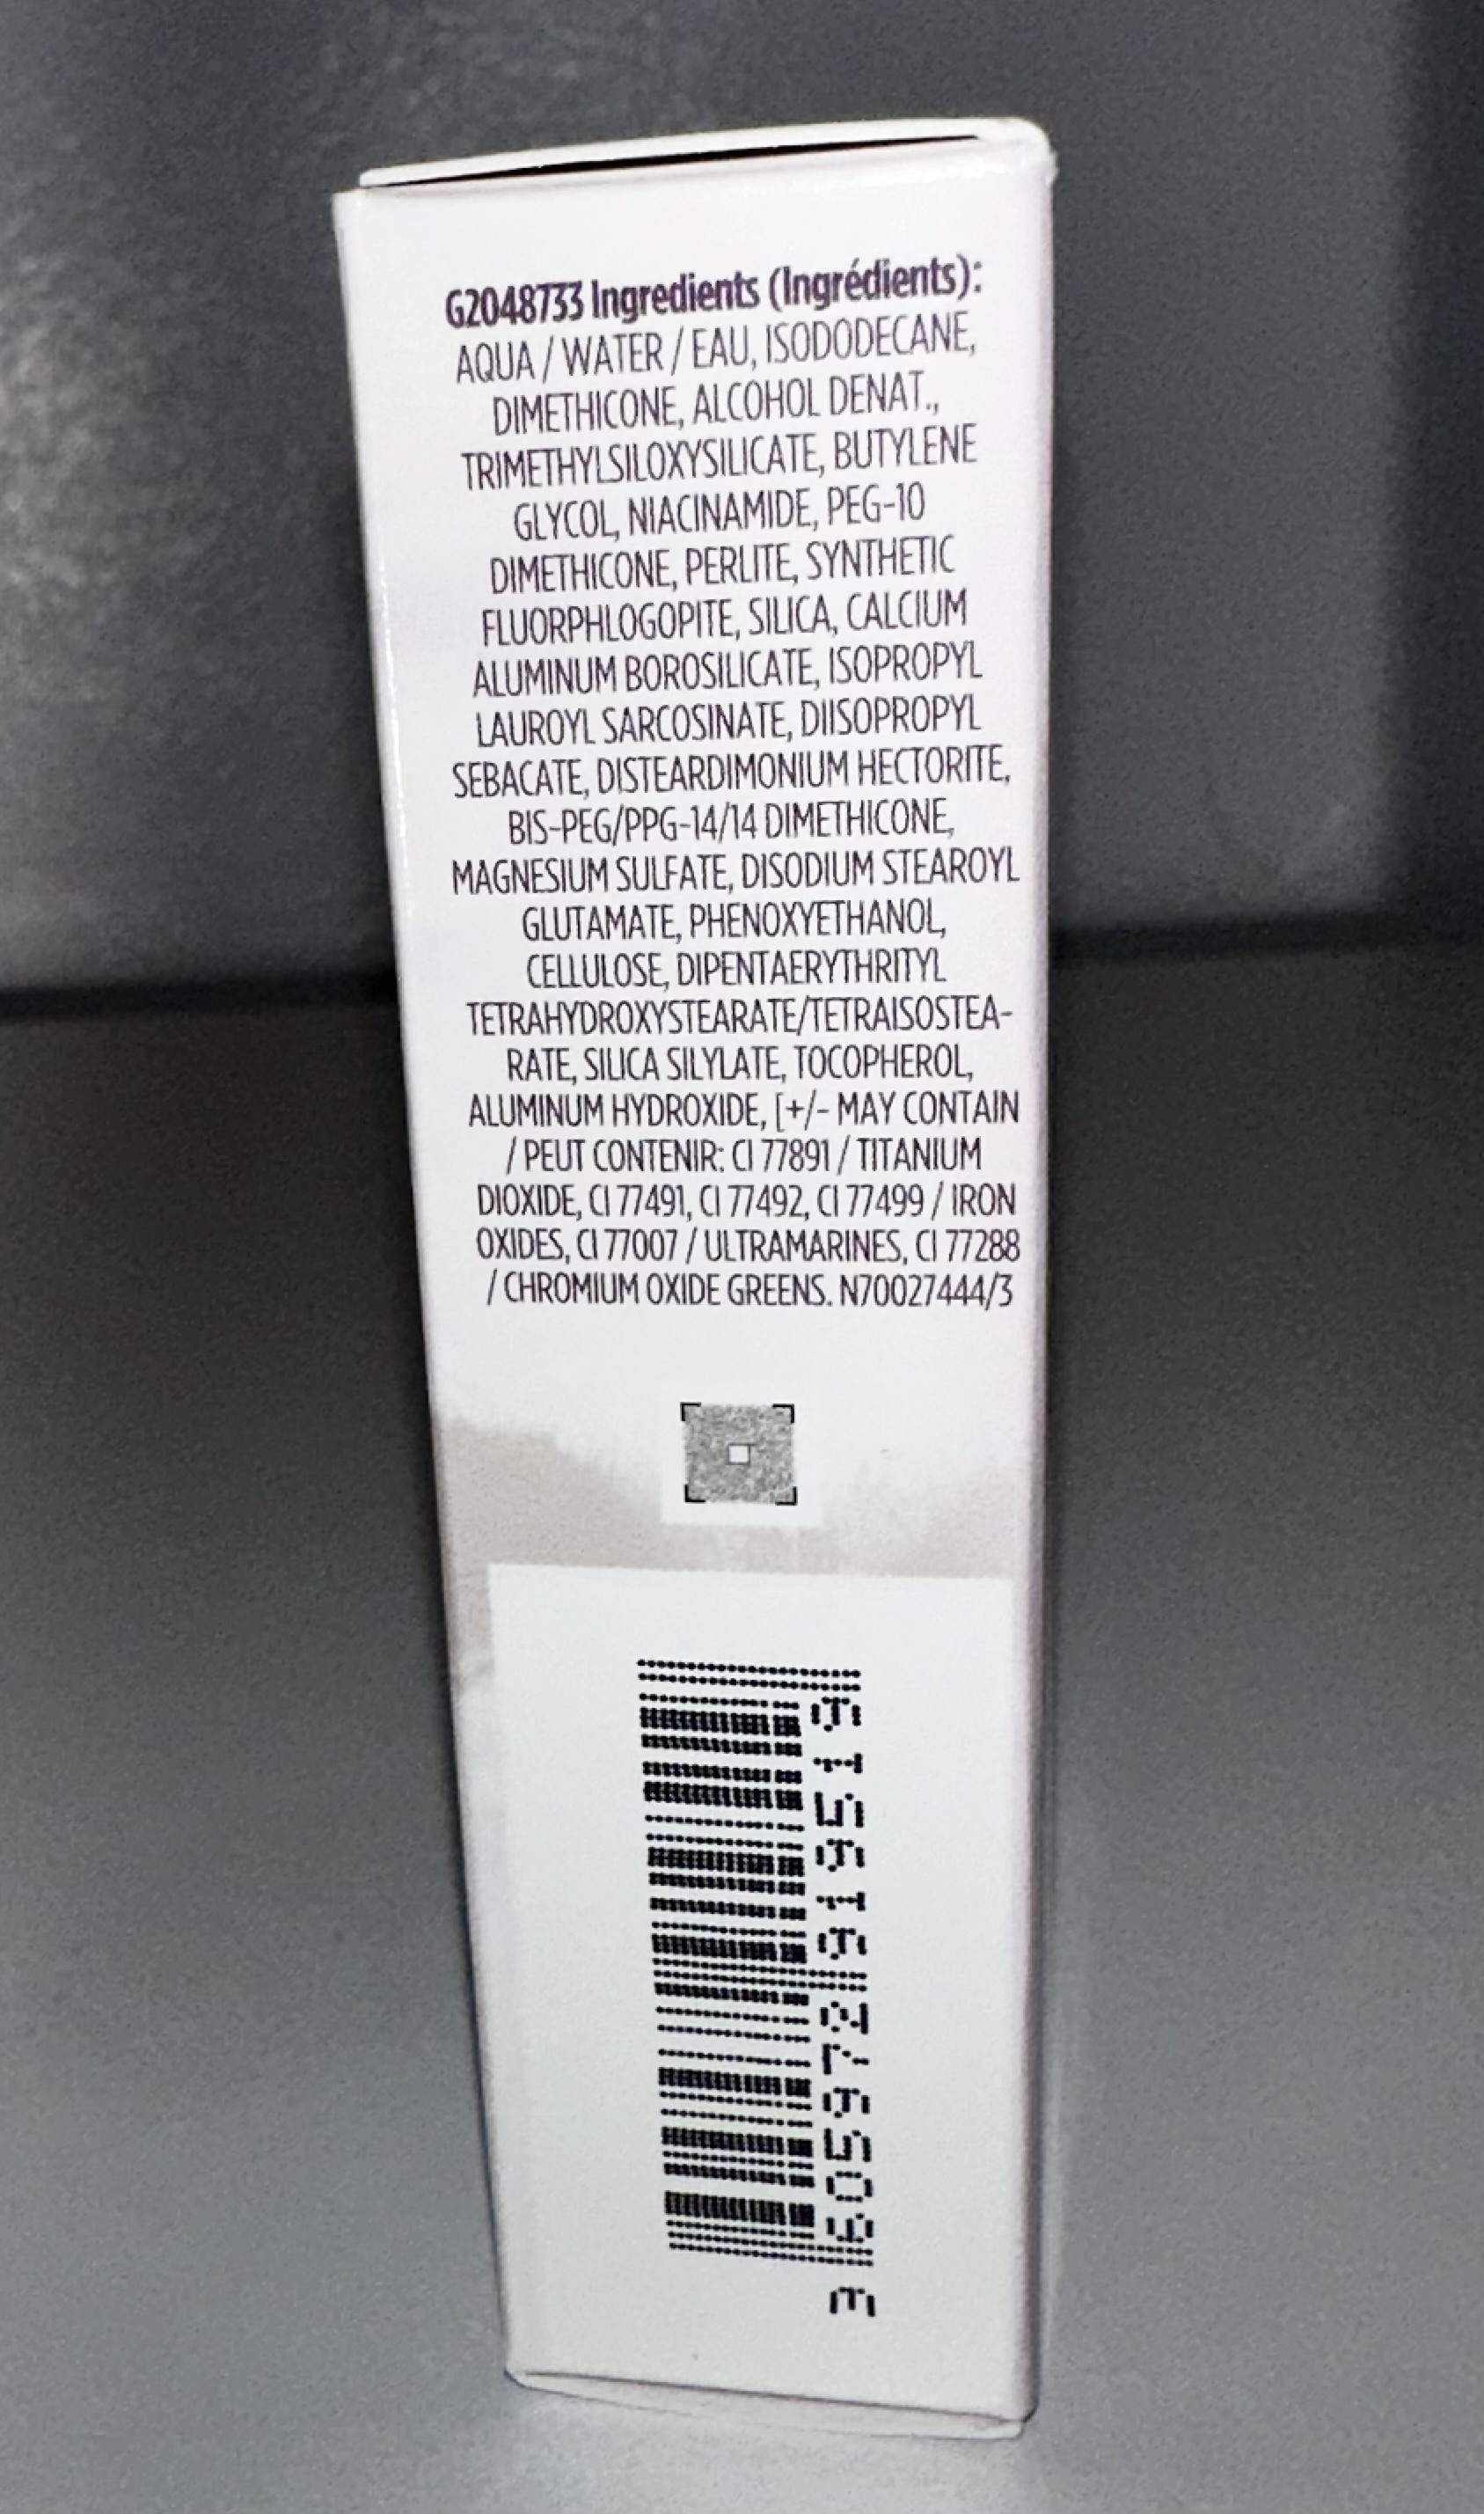 G2048733 Ingredients (Ingrédients):
AQUA / WATER / EAU, ISODODECANE,
DIMETHICONE, ALCOHOL DENAT.,
TRIMETHYLSILOXYSILICATE, BUTYLENE
GLYCOL, NIACINAMIDE, PEG-10
DIMETHICONE, PERLITE, SYNTHETIC
FLUORPHLOGOPITE, SILICA, CALCIUM
ALUMINUM BOROSILICATE, ISOPROPYL
LAUROYL SARCOSINATE, DIISOPROPYL
SEBACATE, DISTEARDIMONIUM HECTORITE,
BIS-PEG/PPG-14/14 DIMETHICONE,
MAGNESIUM SULFATE, DISODIUM STEAROYL
GLUTAMATE, PHENOXYETHANOL,
CELLULOSE, DIPENTAERYTHRITYL
TETRAHYDROXYSTEARATE/TETRAISOSTEA-
RATE, SILICA SILYLATE, TOCOPHEROL,
ALUMINUM HYDROXIDE, [+/- MAY CONTAIN
/ PEUT CONTENIR: CI 77891 / TITANIUM
DIOXIDE, CI 77491, CI 77492, CI 77499 / IRON
OXIDES, CI 77007 / ULTRAMARINES, CI 77288
/ CHROMIUM OXIDE GREENS. N70027444/3
3 605972 919519